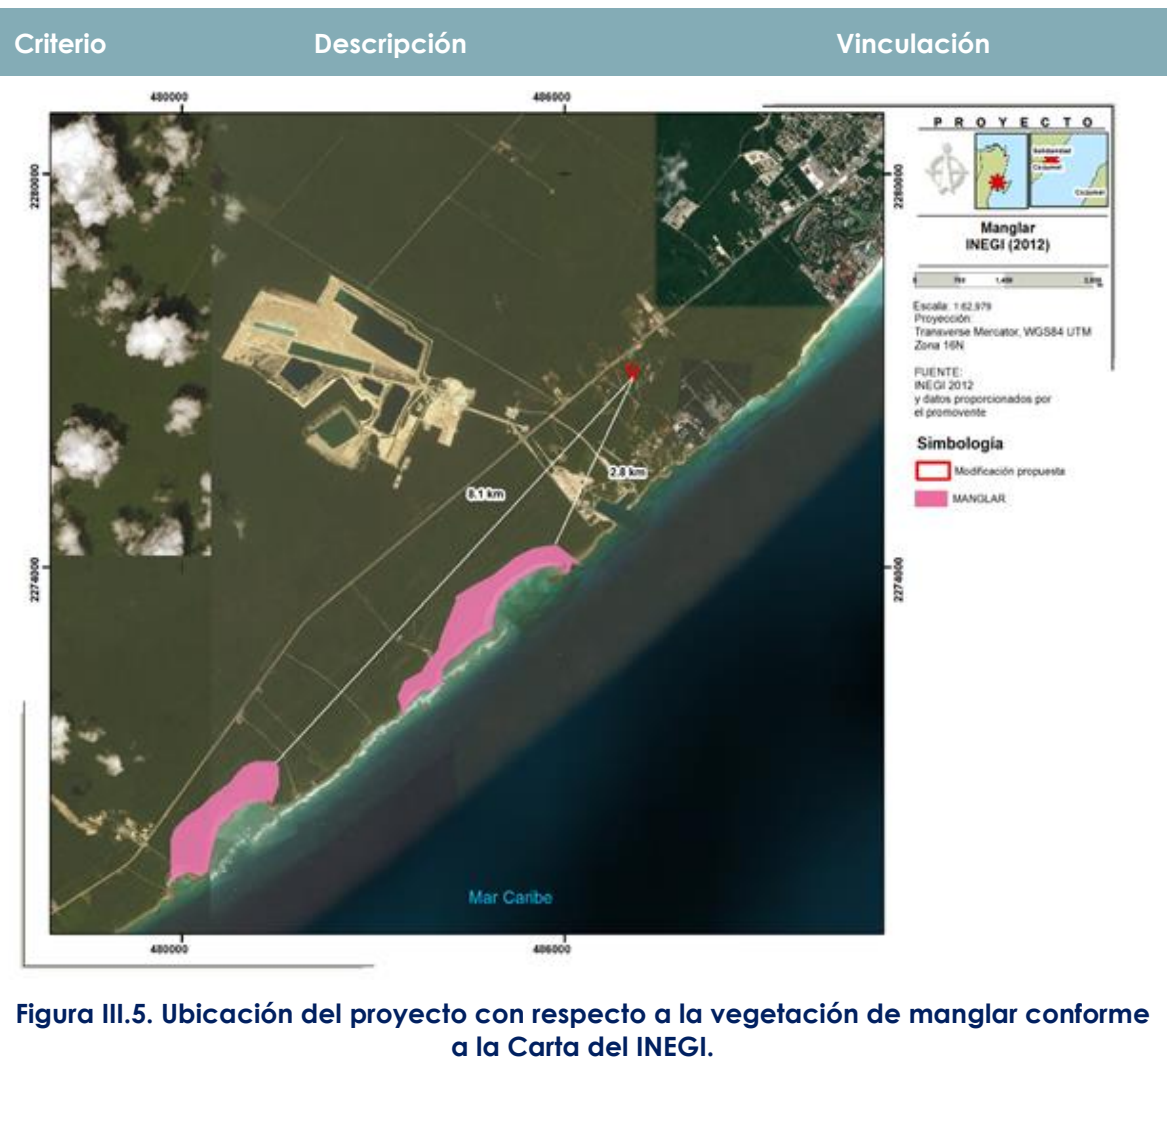 Criterio Descripción Vinculación
480000 486000
P R O Y E C T O
Solidaridad
Cozumel
Cozumel
2280000 2280000
Manglar
INEGI (2012)
Escala: 1:62,979
Proyección:
Transverse Mercator, WGS84 UTM
Zona 16N
FUENTE:
INEGI 2012
y datos proporcionados por
el promovente
Simbología
Modificación propuesta
MANGLAR
2.8 km
8.1 km
2274000 2274000
Mar Caribe
480000 486000
Figura III.5. Ubicación del proyecto con respecto a la vegetación de manglar conforme
a la Carta del INEGI.